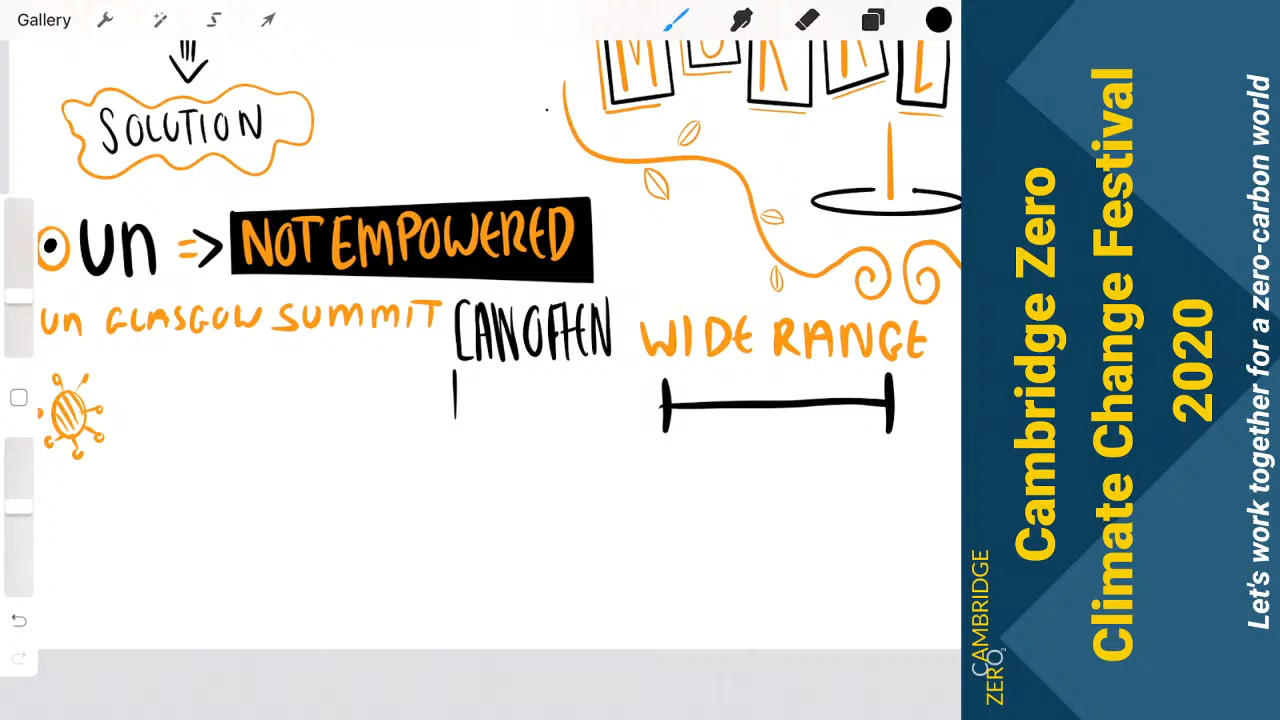 Gallery
SOLUTION
UN => NOT EMPOWERED
UN GLASGOW SUMMIT
CAN OFTEN
WIDE RANGE
Cambridge Zero
Climate Change Festival
2020
Let's work together for a zero-carbon world
CAMBRIDGE
ZERO